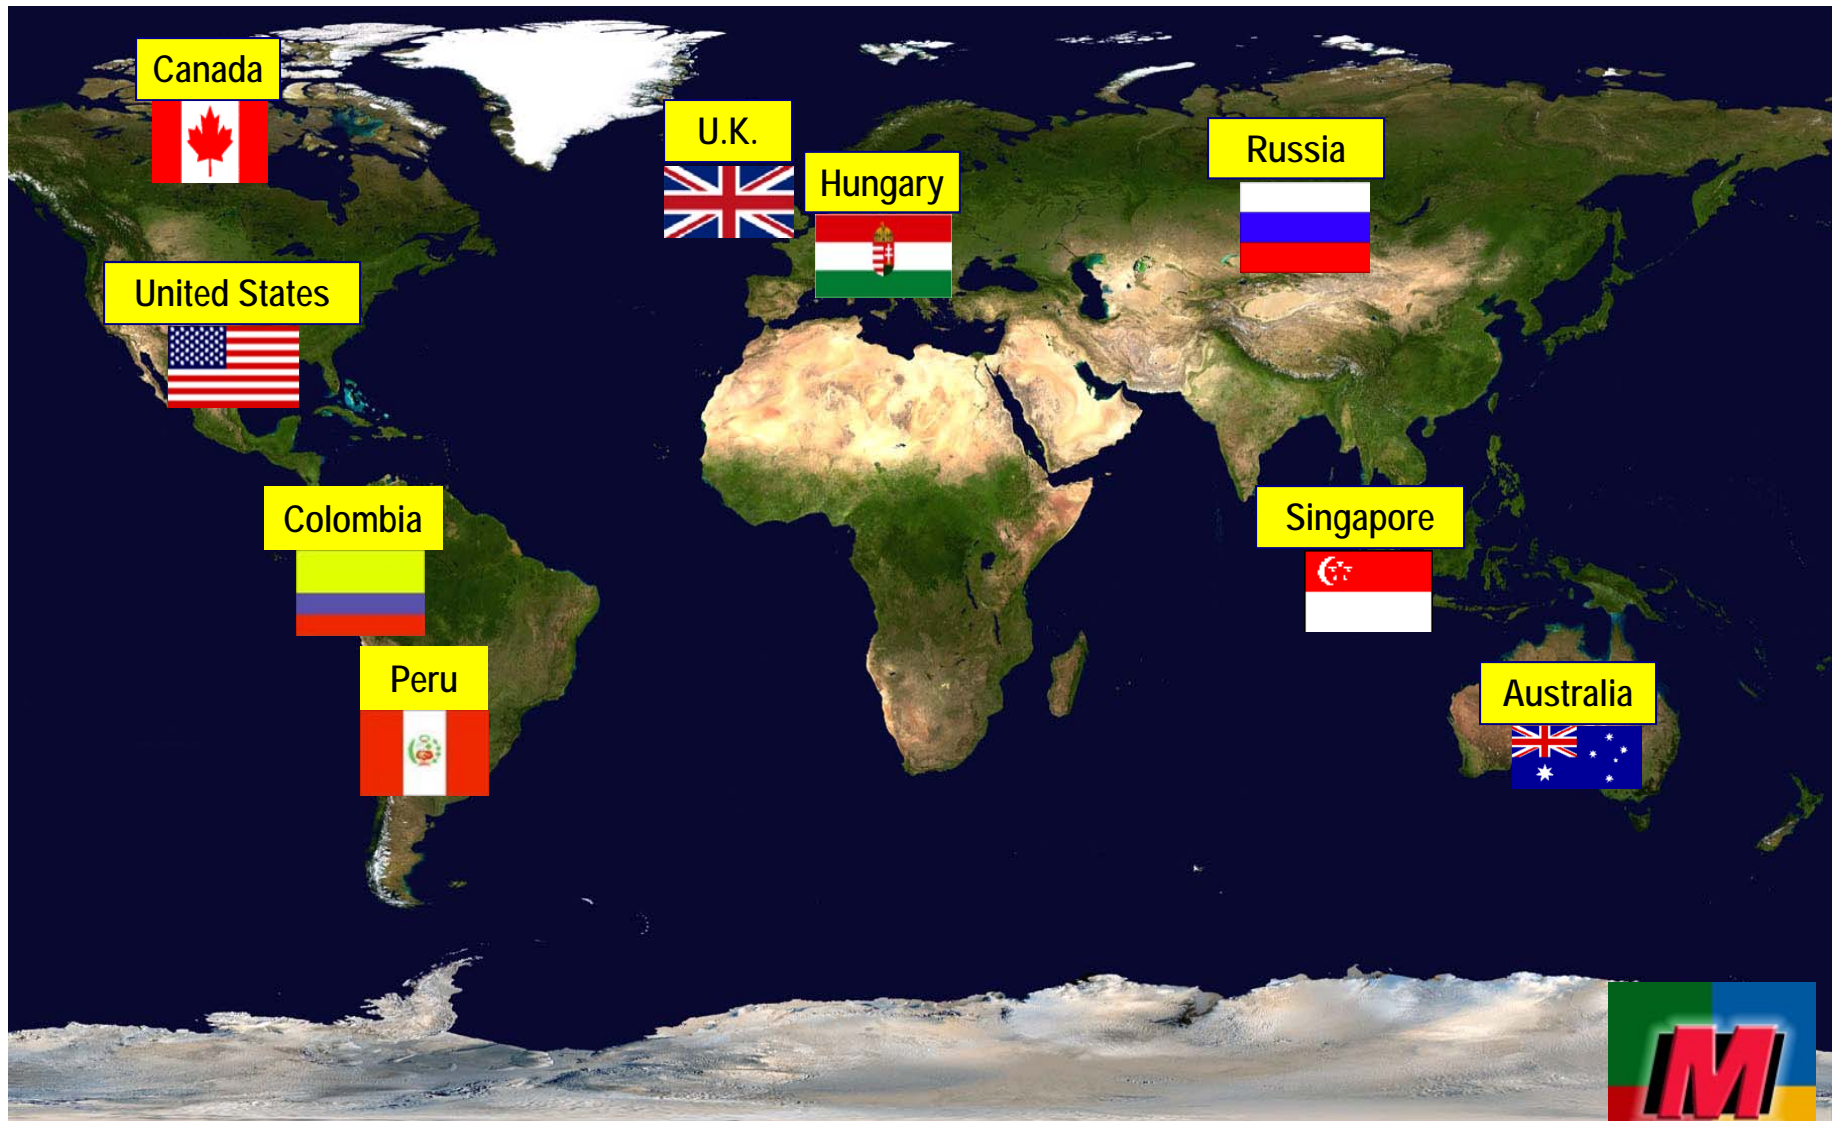 Canada
U.K.
Russia
Hungary
United States
Colombia
Singapore
Peru
Australia
M